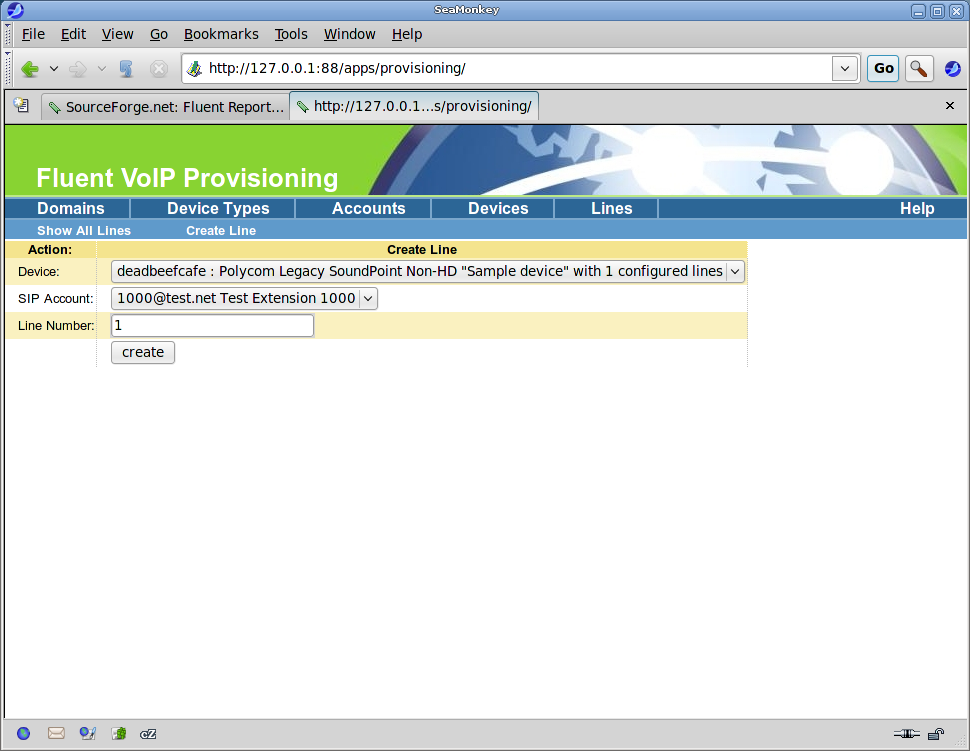 SeaMonkey
File Edit View Go Bookmarks Tools Window Help
http://127.0.0.1:88/apps/provisioning/ Go
SourceForge.net: Fluent Report... http://127.0.0.1...s/provisioning/
Fluent VoIP Provisioning
Domains Device Types Accounts Devices Lines Help
Show All Lines Create Line
Action: Create Line
Device: deadbeefcafe : Polycom Legacy SoundPoint Non-HD "Sample device" with 1 configured lines
SIP Account: 1000@test.net Test Extension 1000
Line Number: 1
create
cZ